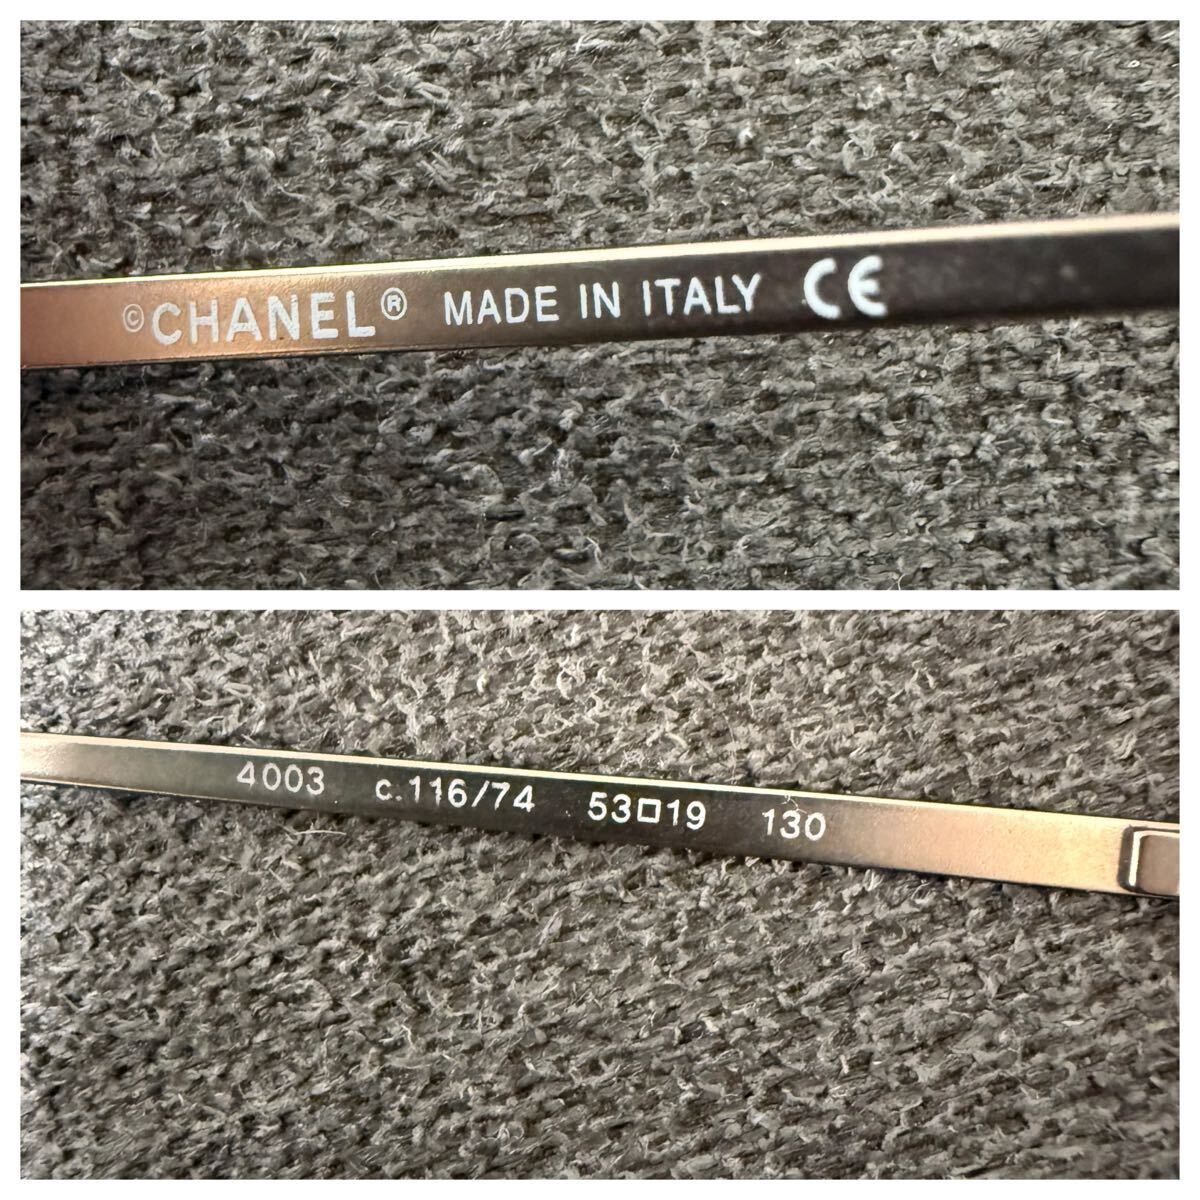 ©CHANEL® MADE IN ITALY CE
4003 c.116/74 53□19 130